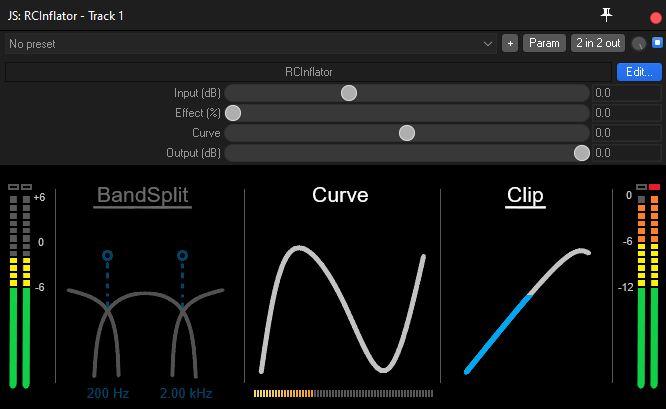 JS: RCInflator - Track 1
No preset
+ Param 2 in 2 out
RCInflator Edit...
Input (dB) 0.0
Effect (%) 0.0
Curve 0.0
Output (dB) 0.0
BandSplit Curve Clip
+6 0
0 -6
-6 -12
200 Hz 2.00 kHz